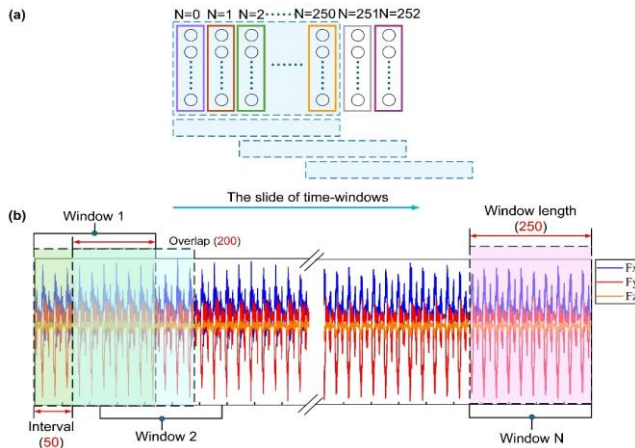 (a)
N=0 N=1 N=2 ...... N=250 N=251 N=252
The slide of time-windows
(b)
Window 1
Overlap (200)
Window length
(250)
Fx
Fy
Interval
(50)
Window 2
Window N